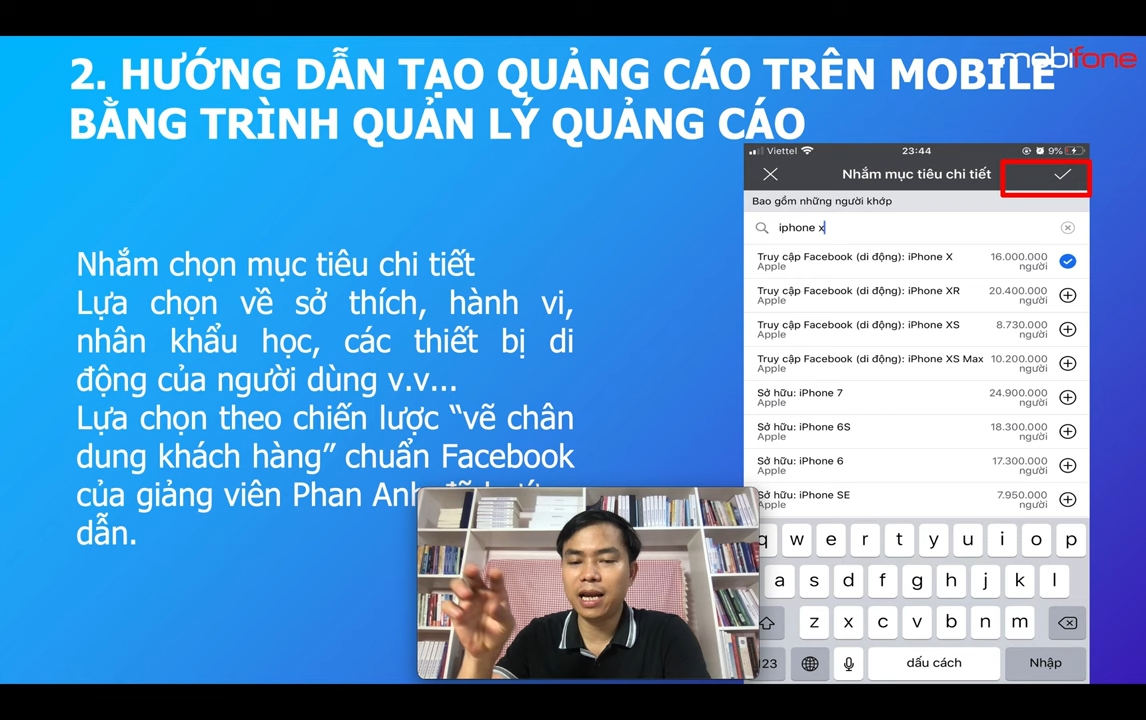 2. HƯỚNG DẪN TẠO QUẢNG CÁO TRÊN MOBILE
BẰNG TRÌNH QUẢN LÝ QUẢNG CÁO
mobifone
Nhắm chọn mục tiêu chi tiết
Lựa chọn về sở thích, hành vi,
nhân khẩu học, các thiết bị di
động của người dùng v.v...
Lựa chọn theo chiến lược “vẽ chân
dung khách hàng” chuẩn Facebook
của giảng viên Phan Anh
dẫn.
Viettel 23:44 9%
Nhắm mục tiêu chi tiết
Bao gồm những người khớp
iphone x
Truy cập Facebook (di động): iPhone X 16.000.000
Apple người
Truy cập Facebook (di động): iPhone XR 20.400.000
Apple người
Truy cập Facebook (di động): iPhone XS 8.730.000
Apple người
Truy cập Facebook (di động): iPhone XS Max 10.200.000
Apple người
Sở hữu: iPhone 7 24.900.000
Apple người
Sở hữu: iPhone 6S 18.300.000
Apple người
Sở hữu: iPhone 6 17.300.000
Apple người
Sở hữu: iPhone SE 7.950.000
Apple người
q w e r t y u i o p
a s d f g h j k l
z x c v b n m
123 dấu cách Nhập